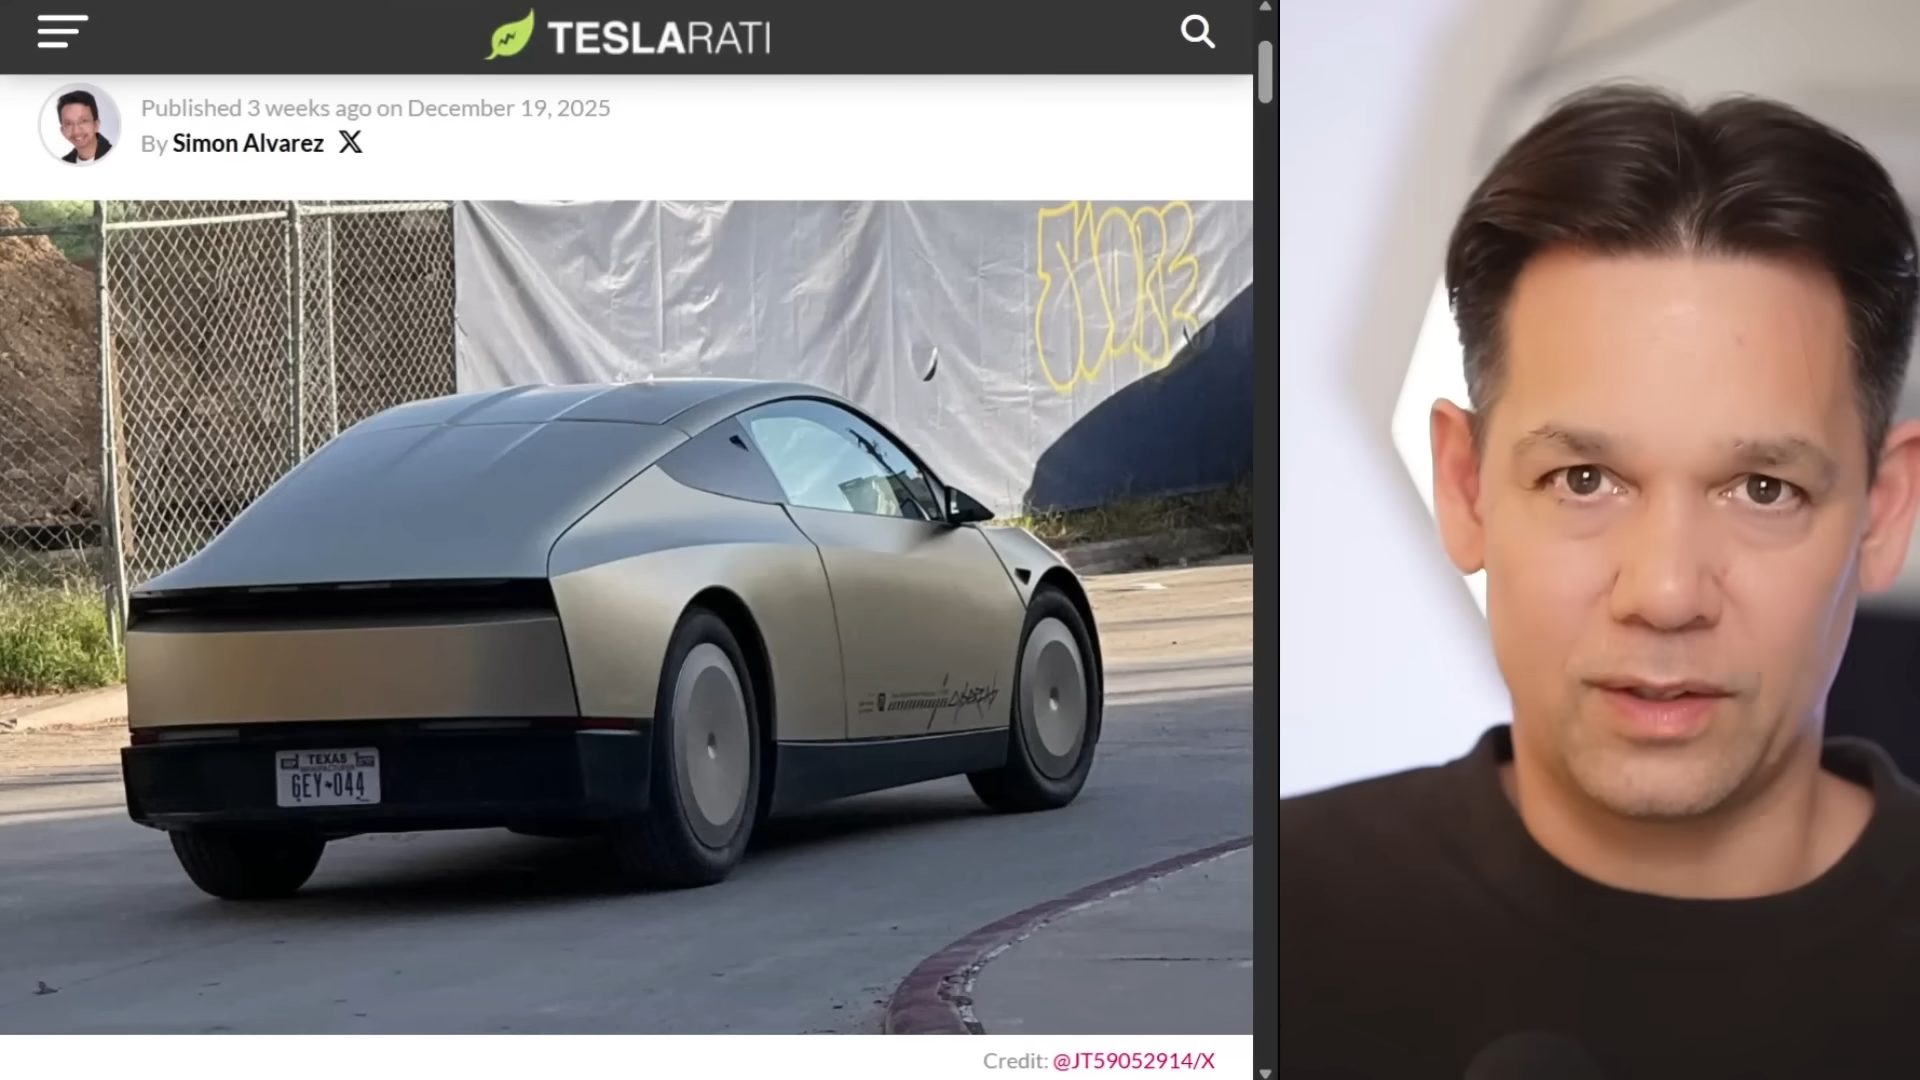 TESLARATI
Published 3 weeks ago on December 19, 2025
By Simon Alvarez X
TEXAS
GEY-044
Credit: @JT59052914/X